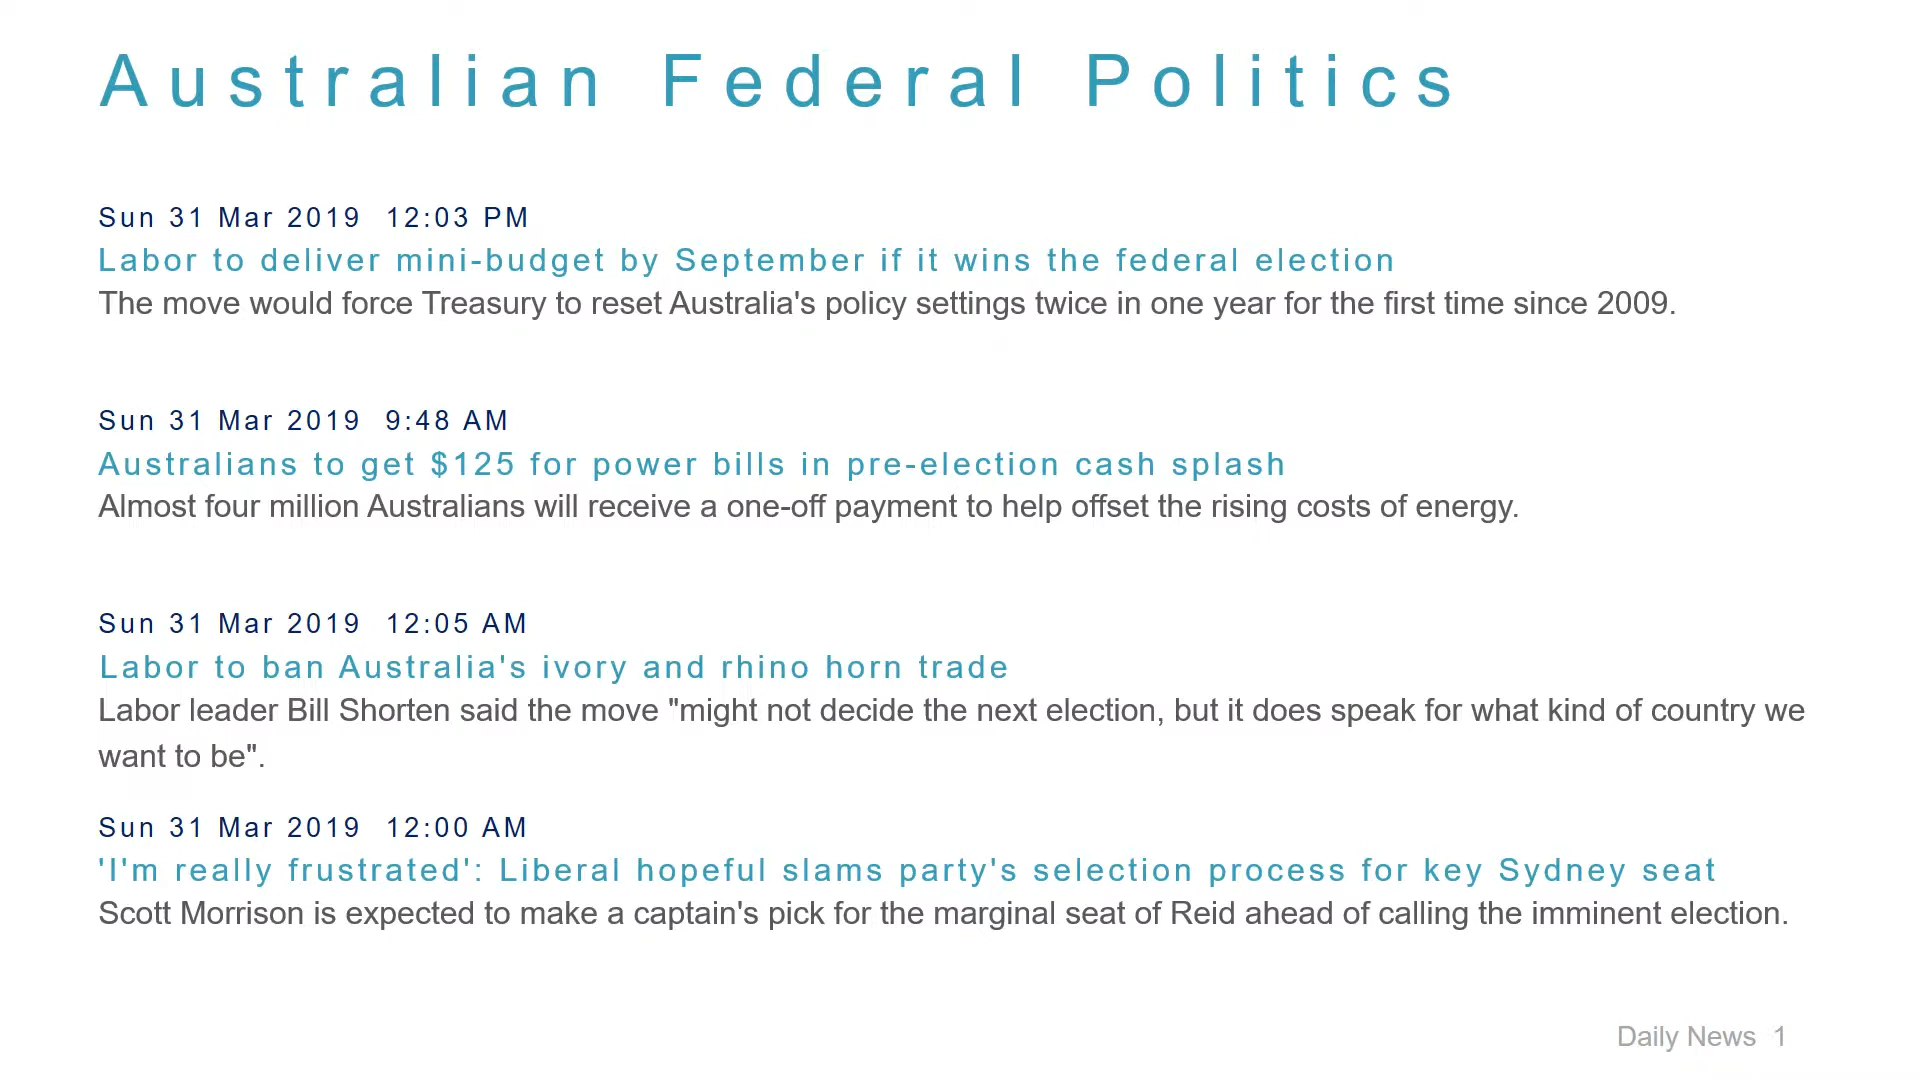 Australian Federal Politics
Sun 31 Mar 2019  12:03 PM
Labor to deliver mini-budget by September if it wins the federal election
The move would force Treasury to reset Australia's policy settings twice in one year for the first time since 2009.
Sun 31 Mar 2019  9:48 AM
Australians to get $125 for power bills in pre-election cash splash
Almost four million Australians will receive a one-off payment to help offset the rising costs of energy.
Sun 31 Mar 2019  12:05 AM
Labor to ban Australia's ivory and rhino horn trade
Labor leader Bill Shorten said the move "might not decide the next election, but it does speak for what kind of country we
want to be".
Sun 31 Mar 2019  12:00 AM
'I'm really frustrated': Liberal hopeful slams party's selection process for key Sydney seat
Scott Morrison is expected to make a captain's pick for the marginal seat of Reid ahead of calling the imminent election.
Daily News  1